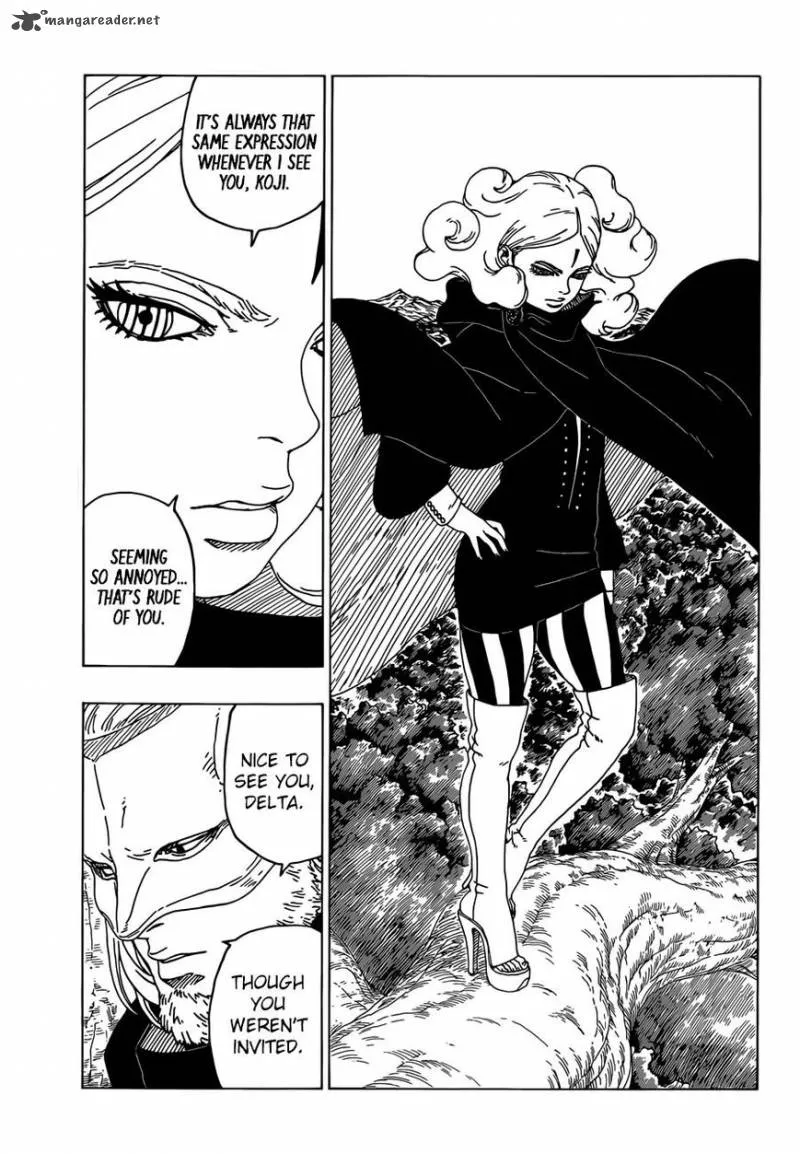 mangareader.net
IT'S ALWAYS THAT
SAME EXPRESSION
WHENEVER I SEE
YOU, KOJI.
SEEMING
SO ANNOYED...
THAT'S RUDE
OF YOU.
NICE TO
SEE YOU,
DELTA.
THOUGH
YOU
WEREN'T
INVITED.